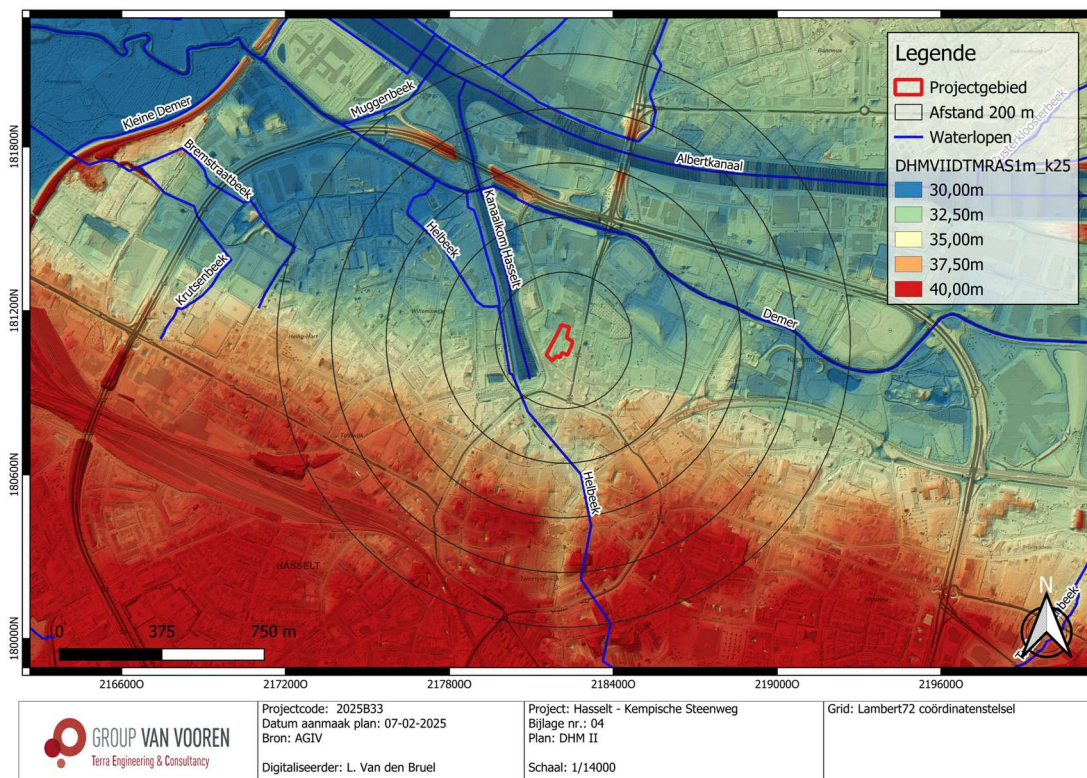 Legende
Projectgebied
Afstand 200 m
Waterlopen
DHMVIIDTMRAS1m_k25
30,00m
32,50m
35,00m
37,50m
40,00m
Kleine Demer
Muggenbeek
Bremstraatbeek
Albertkanaal
Helbeek
Kanaalkom Hasselt
Krutsenbeek
Demer
Helbeek
HASSELT
N
0 375 750 m
181800N
181200N
180600N
180000N
216600O
217200O
217800O
218400O
219000O
219600O
GROUP VAN VOOREN
Terra Engineering & Consultancy
Projectcode: 2025B33
Datum aanmaak plan: 07-02-2025
Bron: AGIV
Digitaliseerder: L. Van den Bruel
Project: Hasselt - Kempische Steenweg
Bijlage nr.: 04
Plan: DHM II
Schaal: 1/14000
Grid: Lambert72 coördinatenstelsel